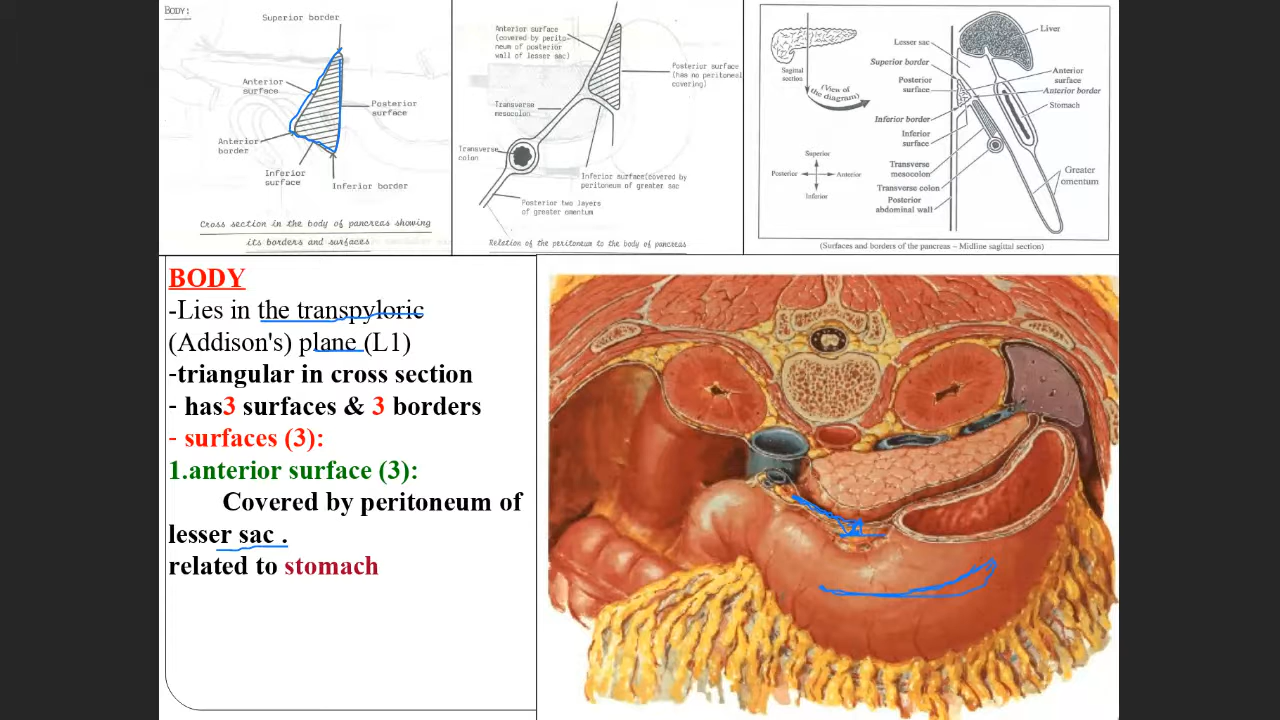 BODY:
Superior border
Anterior
surface
Posterior
surface
Anterior
border
Inferior
surface
Inferior border
Cross section in the body of pancreas showing
its borders and surfaces
Anterior surface
(covered by perito-
neum of posterior
wall of lesser sac)
Posterior surface
(has no peritoneal
covering)
Transverse
mesocolon
Transverse
colon
Inferior surface(covered by
peritoneum of greater sac
Posterior two layers
of greater omentum
Relation of the peritoneum to the body of pancreas
Sagittal
section
(View of
the diagram)
Superior
Posterior
Anterior
Inferior
Lesser sac
Superior border
Posterior
surface
Inferior border
Inferior
surface
Transverse
mesocolon
Transverse colon
Posterior
abdominal wall
Liver
Anterior
surface
Anterior border
Stomach
Greater
omentum
(Surfaces and borders of the pancreas – Midline sagittal section)
BODY
-Lies in the transpyloric
(Addison's) plane (L1)
-triangular in cross section
- has3 surfaces & 3 borders
- surfaces (3):
1.anterior surface (3):
Covered by peritoneum of
lesser sac .
related to stomach